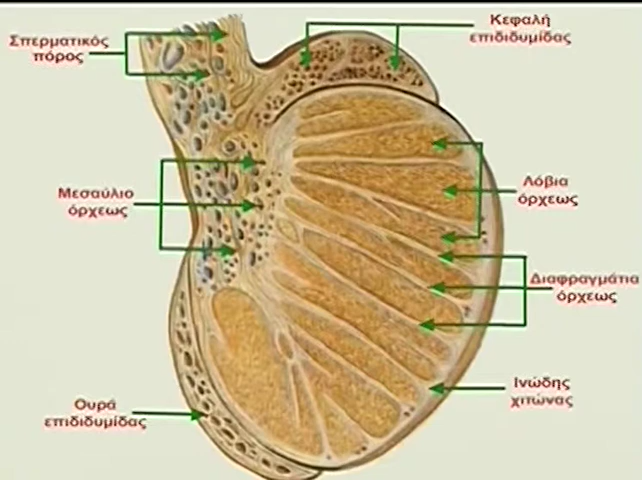 Σπερματικός
πόρος
Κεφαλή
επιδιδυμίδας
Μεσαύλιο
όρχεως
Λόβια
όρχεως
Διαφραγμάτια
όρχεως
Ινώδης
χιτώνας
Ουρά
επιδιδυμίδας